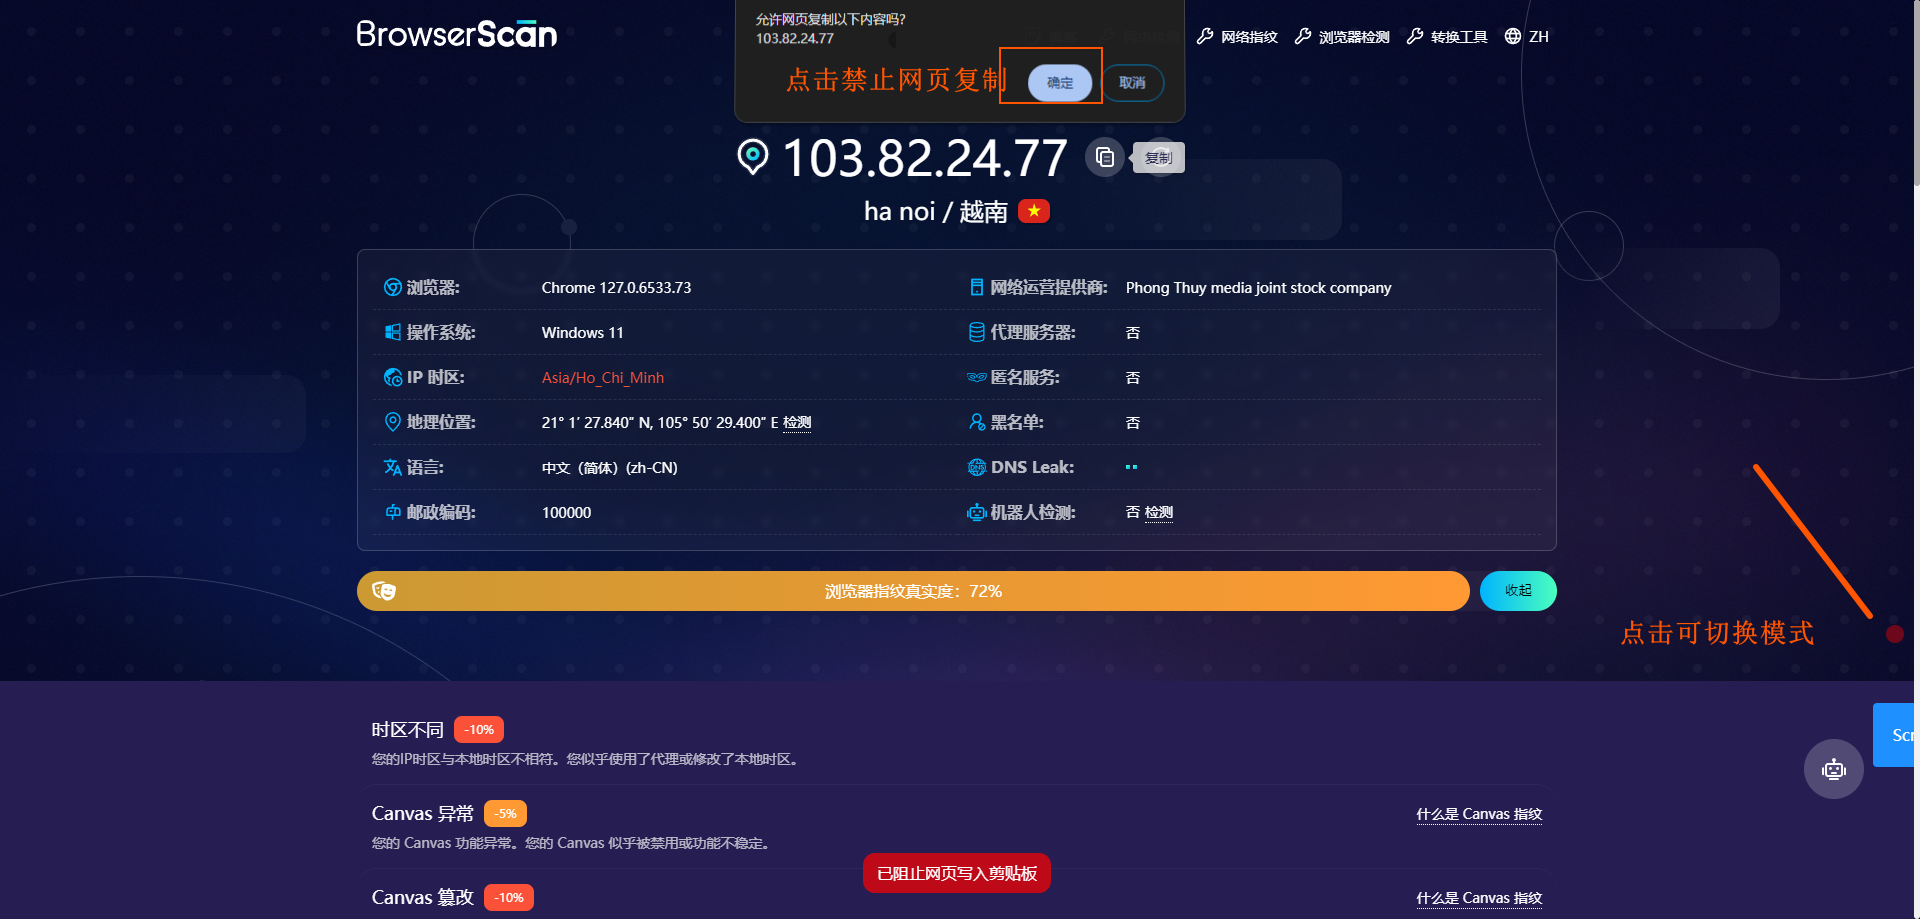 BrowserScan
允许网页复制以下内容吗?
103.82.24.77
点击禁止网页复制
确定
取消
网络指纹
浏览器检测
转换工具
ZH
103.82.24.77
复制
ha noi / 越南
浏览器:
Chrome 127.0.6533.73
网络运营提供商:
Phong Thuy media joint stock company
操作系统:
Windows 11
代理服务器:
否
IP 时区:
Asia/Ho_Chi_Minh
匿名服务:
否
地理位置:
21° 1′ 27.840″ N, 105° 50′ 29.400″ E 检测
黑名单:
否
语言:
中文（简体）(zh-CN)
DNS Leak:
邮政编码:
100000
机器人检测:
否 检测
浏览器指纹真实度：72%
收起
点击可切换模式
时区不同
-10%
您的IP时区与本地时区不相符。您似乎使用了代理或修改了本地时区。
Scr
Canvas 异常
-5%
什么是 Canvas 指纹
您的 Canvas 功能异常。您的 Canvas 似乎被禁用或功能不稳定。
已阻止网页写入剪贴板
Canvas 篡改
-10%
什么是 Canvas 指纹